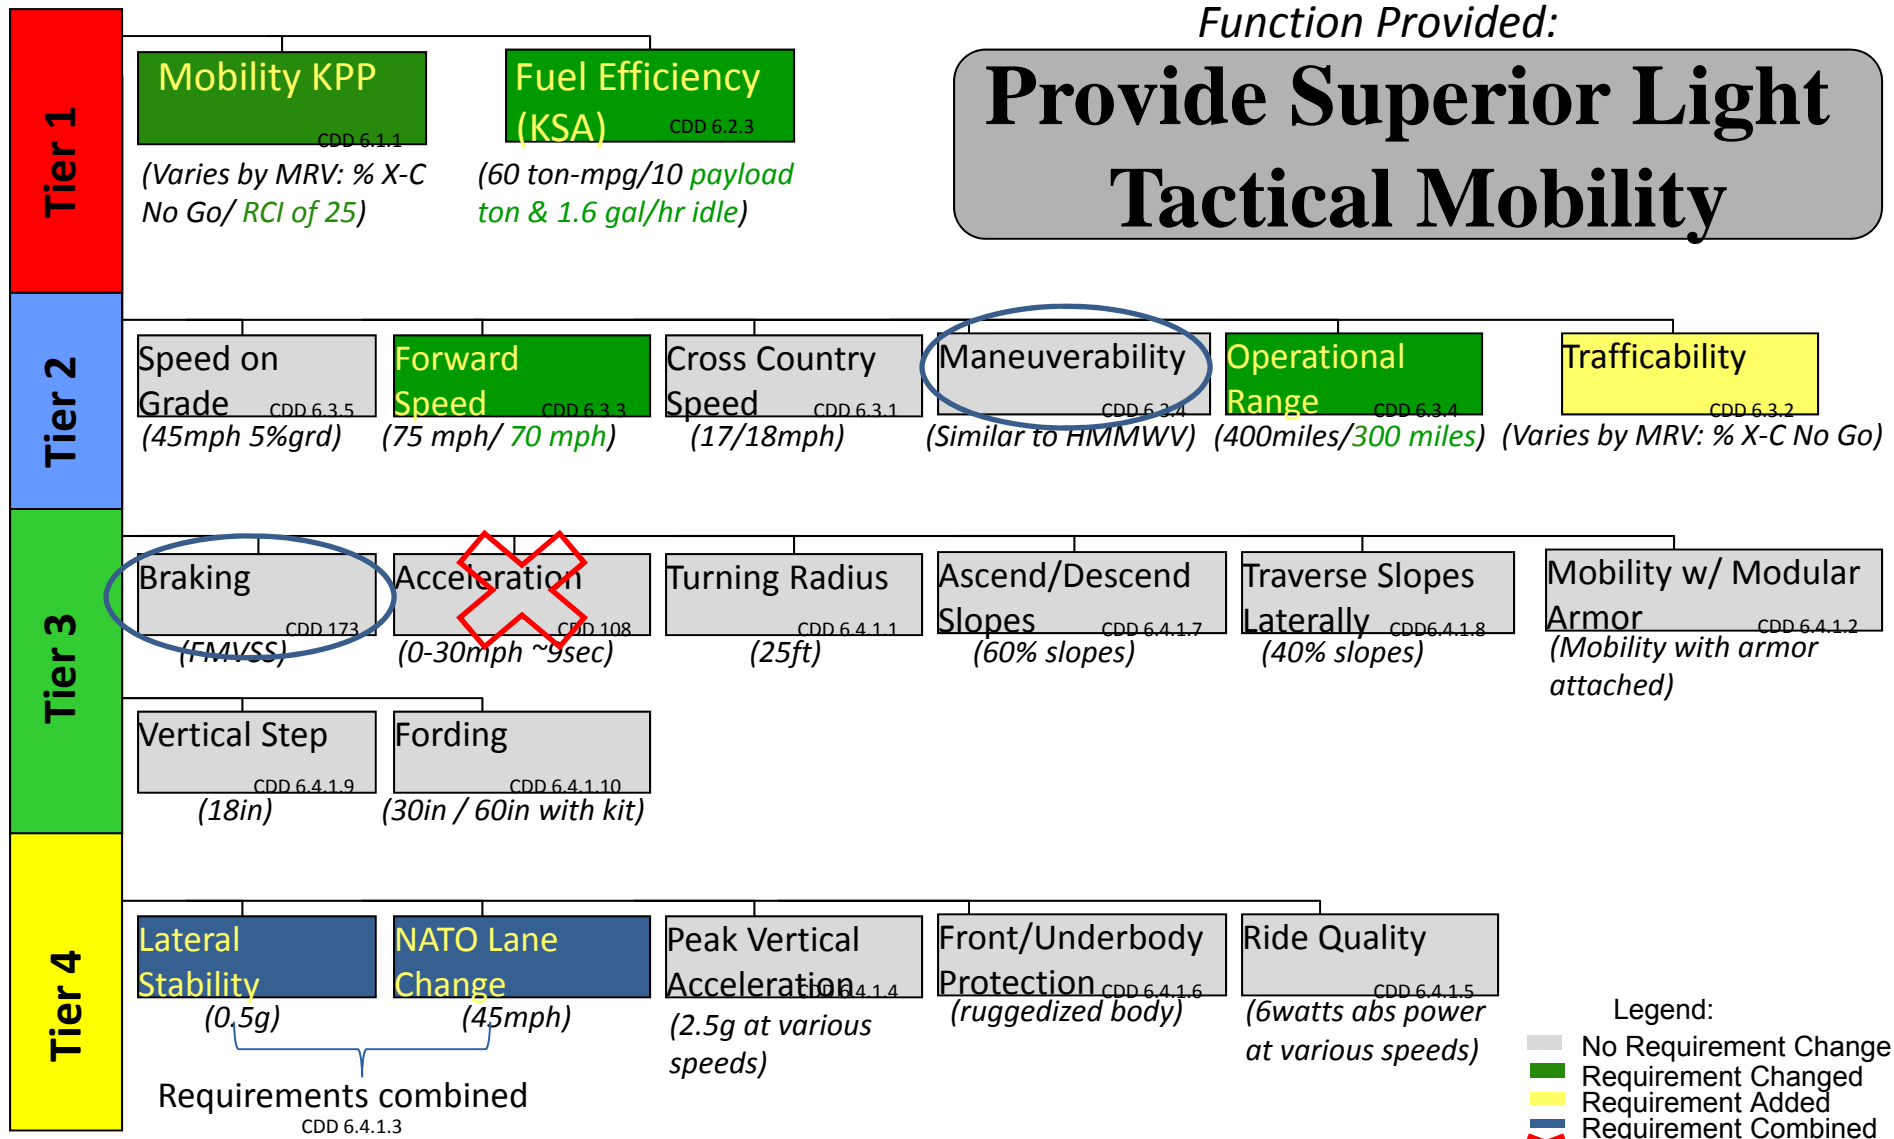 Function Provided:
Provide Superior Light
Tactical Mobility
Tier 1
Mobility KPP
CDD 6.1.1
(Varies by MRV: % X-C
No Go/ RCI of 25)
Fuel Efficiency
(KSA)
CDD 6.2.3
(60 ton-mpg/10 payload
ton & 1.6 gal/hr idle)
Tier 2
Speed on
Grade
CDD 6.3.5
(45mph 5%grd)
Forward
Speed
CDD 6.3.3
(75 mph/ 70 mph)
Cross Country
Speed
CDD 6.3.1
(17/18mph)
Maneuverability
CDD 6.3.4
(Similar to HMMWV)
Operational
Range
CDD 6.3.4
(400miles/300 miles)
Trafficability
CDD 6.3.2
(Varies by MRV: % X-C No Go)
Tier 3
Braking
CDD 173
(FMVSS)
Acceleration
CDD 108
(0-30mph ~9sec)
Turning Radius
CDD 6.4.1.1
(25ft)
Ascend/Descend
Slopes
CDD 6.4.1.7
(60% slopes)
Traverse Slopes
Laterally
CDD6.4.1.8
(40% slopes)
Mobility w/ Modular
Armor
CDD 6.4.1.2
(Mobility with armor
attached)
Vertical Step
CDD 6.4.1.9
(18in)
Fording
CDD 6.4.1.10
(30in / 60in with kit)
Tier 4
Lateral
Stability
(0.5g)
NATO Lane
Change
(45mph)
Requirements combined
CDD 6.4.1.3
Peak Vertical
Acceleration
CDD 6.4.1.4
(2.5g at various
speeds)
Front/Underbody
Protection
CDD 6.4.1.6
(ruggedized body)
Ride Quality
CDD 6.4.1.5
(6watts abs power
at various speeds)
Legend:
No Requirement Change
Requirement Changed
Requirement Added
Requirement Combined